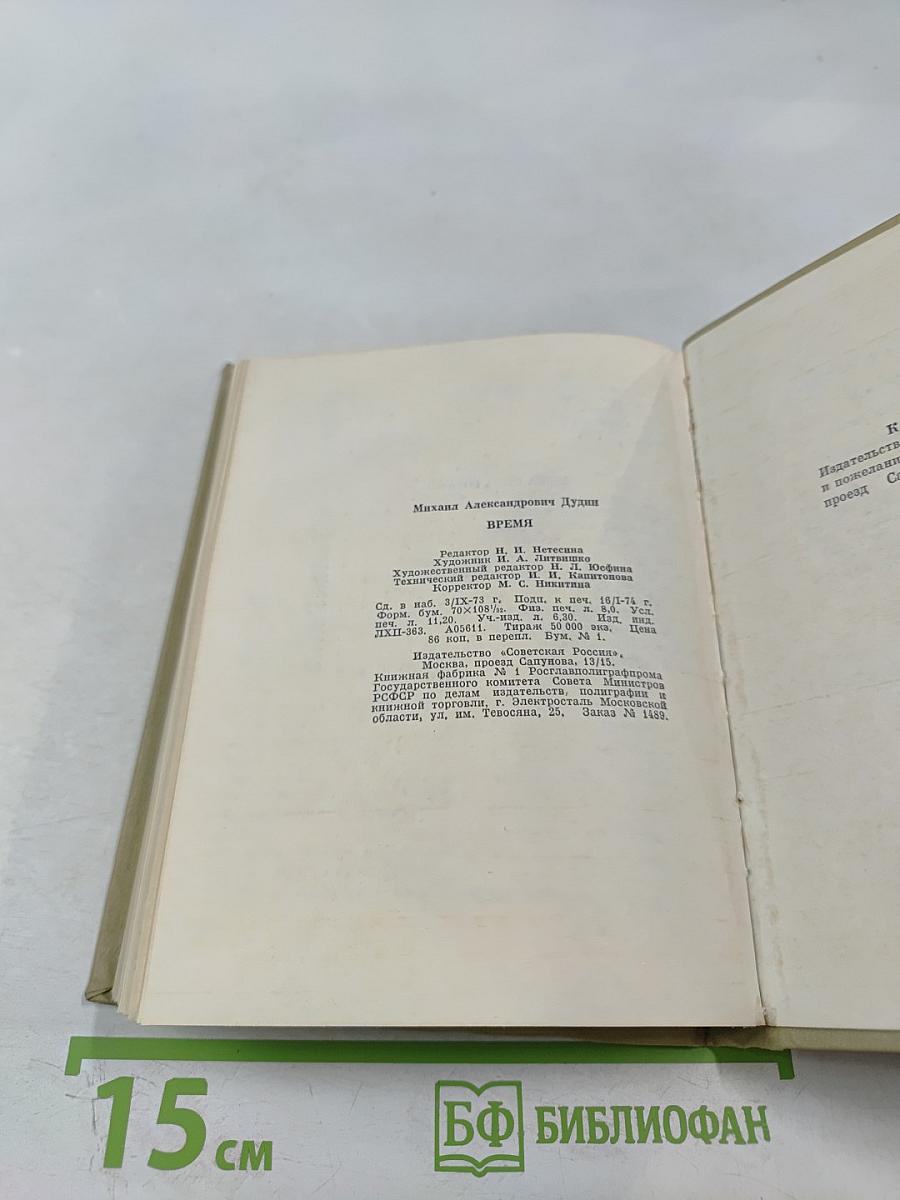 Михаил Александрович Дудин
ВРЕМЯ
Редактор Н. И. Нетесина
Художник И. А. Литвишко
Художественный редактор Н. Л. Юсфина
Технический редактор И. И. Капитонова
Корректор М. С. Никитина
Сд. в наб. 3/IX-73 г. Подп. к печ. 16/I-74 г.
Форм. бум. 70×108¹/₃₂. Физ. печ. л. 8,0. Усл.
печ. л. 11,20. Уч.-изд. л. 6,30. Изд. инд.
ЛХП-363. А05611. Тираж 50 000 экз. Цена
86 коп. в перепл. Бум. № 1.
Издательство «Советская Россия».
Москва, проезд Сапунова, 13/15.
Книжная фабрика № 1 Росглавполиграфпрома
Государственного комитета Совета Министров
РСФСР по делам издательств, полиграфии и
книжной торговли, г. Электросталь Московской
области, ул. им. Тевосяна, 25. Заказ № 1489.
К
Издательств
и пожелани
проезд Са
15 см
БФ БИБЛИОФАН